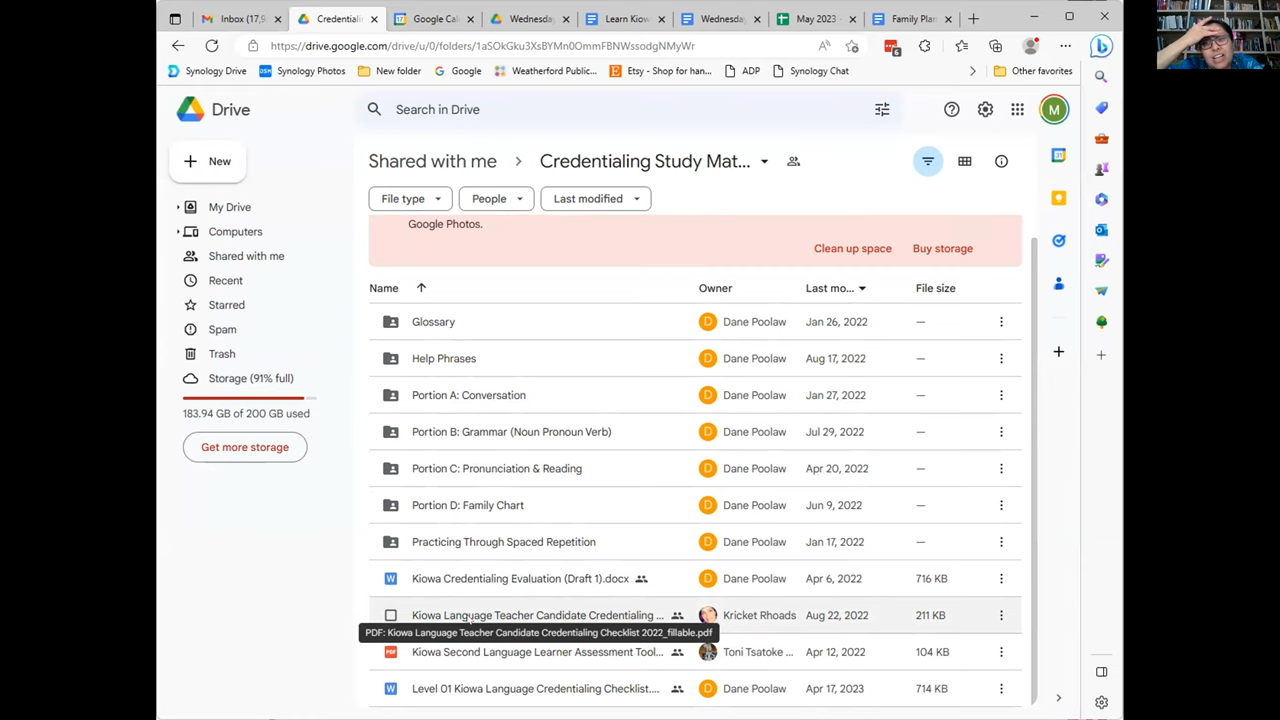 Inbox (17,9
Credentialin
Google Cal
Wednesday
Learn Kiow
Wednesday
May 2023 -
Family Plan
https://drive.google.com/drive/u/0/folders/1aSOkGku3XsBYMn0OmmFBNWssodgNMyWr
6
Synology Drive
DSM
Synology Photos
New folder
Google
Weatherford Public...
Etsy - Shop for han...
ADP
Synology Chat
Other favorites
Drive
Search in Drive
M
New
Shared with me
Credentialing Study Mat...
File type
People
Last modified
My Drive
Computers
Shared with me
Recent
Starred
Spam
Trash
Storage (91% full)
183.94 GB of 200 GB used
Get more storage
Google Photos.
Clean up space
Buy storage
Name Owner Last mo... File size
Glossary D Dane Poolaw Jan 26, 2022 —
Help Phrases D Dane Poolaw Aug 17, 2022 —
Portion A: Conversation D Dane Poolaw Jan 27, 2022 —
Portion B: Grammar (Noun Pronoun Verb) D Dane Poolaw Jul 29, 2022 —
Portion C: Pronunciation & Reading D Dane Poolaw Apr 20, 2022 —
Portion D: Family Chart D Dane Poolaw Jun 9, 2022 —
Practicing Through Spaced Repetition D Dane Poolaw Jan 17, 2022 —
W Kiowa Credentialing Evaluation (Draft 1).docx D Dane Poolaw Apr 6, 2022 716 KB
Kiowa Language Teacher Candidate Credentialing ... Kricket Rhoads Aug 22, 2022 211 KB
PDF: Kiowa Language Teacher Candidate Credentialing Checklist 2022_fillable.pdf
PDF Kiowa Second Language Learner Assessment Tool... Toni Tsatoke ... Apr 12, 2022 104 KB
W Level 01 Kiowa Language Credentialing Checklist.... D Dane Poolaw Apr 17, 2023 714 KB